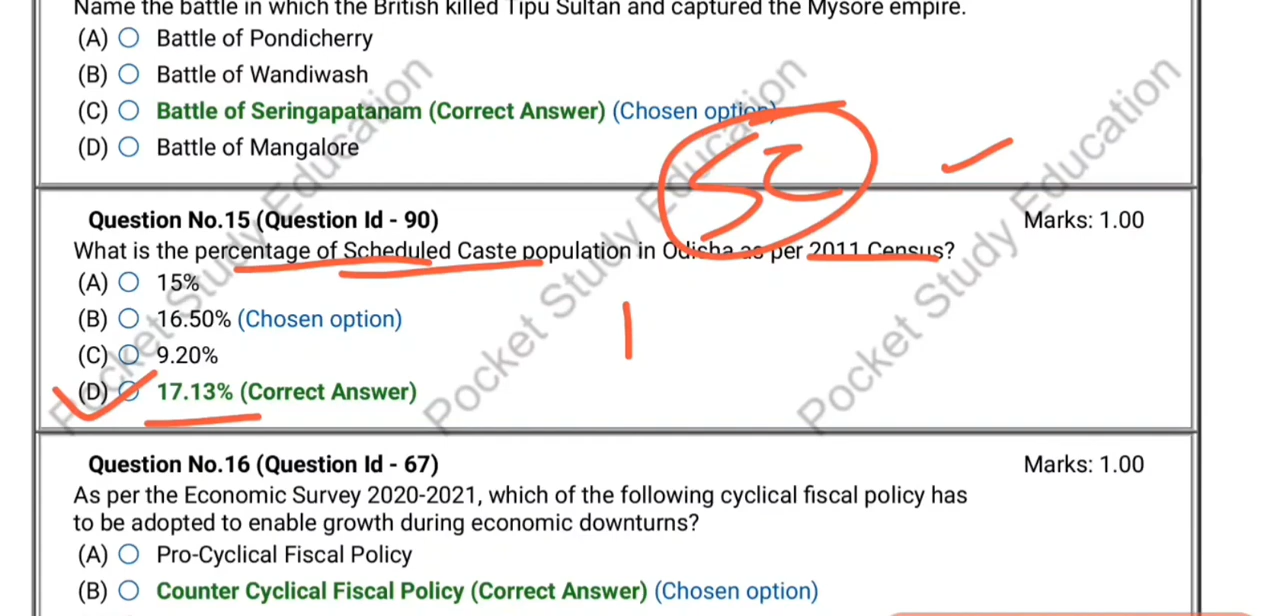 Name the battle in which the British killed Tipu Sultan and captured the Mysore empire.
(A) Battle of Pondicherry
(B) Battle of Wandiwash
(C) Battle of Seringapatanam (Correct Answer) (Chosen option)
(D) Battle of Mangalore
SC
Question No.15 (Question Id - 90) Marks: 1.00
What is the percentage of Scheduled Caste population in Odisha as per 2011 Census?
(A) 15%
(B) 16.50% (Chosen option)
(C) 9.20%
(D) 17.13% (Correct Answer)
Question No.16 (Question Id - 67) Marks: 1.00
As per the Economic Survey 2020-2021, which of the following cyclical fiscal policy has
to be adopted to enable growth during economic downturns?
(A) Pro-Cyclical Fiscal Policy
(B) Counter Cyclical Fiscal Policy (Correct Answer) (Chosen option)
Pocket Study Education
Pocket Study Education
Pocket Study Education